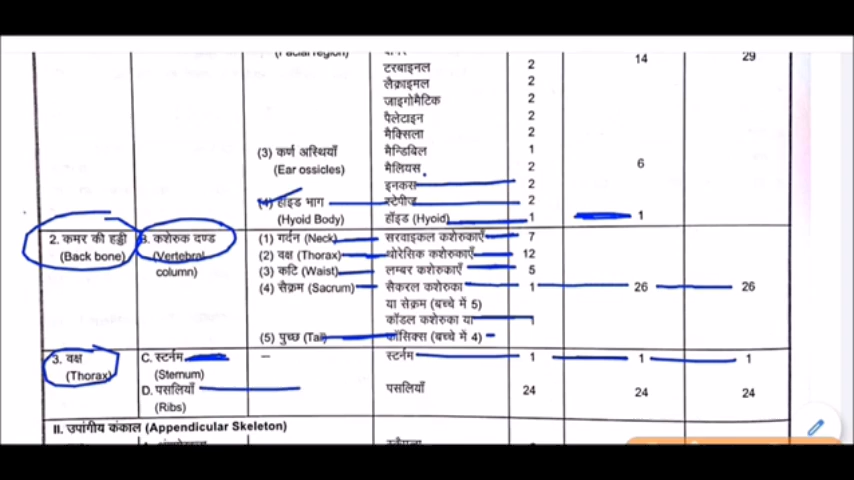 (Facial region)
टरबाइनल 2 14 29
लैक्राइमल 2
जाइगोमैटिक 2
पैलेटाइन 2
मैक्सिला 2
(3) कर्ण अस्थियाँ मैन्डिबिल 1
(Ear ossicles) मैलियस 2 6
इनकस 2
(4) हॉइड भाग स्टेपीज 2
(Hyoid Body) हॉइड (Hyoid) 1 1
2. कमर की हड्डी B. कशेरुक दण्ड (1) गर्दन (Neck) सरवाइकल कशेरुकाएँ 7
(Back bone) (Vertebral (2) वक्ष (Thorax) थोरेसिक कशेरुकाएँ 12
column) (3) कटि (Waist) लम्बर कशेरुकाएँ 5
(4) सैक्रम (Sacrum) सैकरल कशेरुका 1 26 26
या सेक्रम (बच्चे में 5)
कॉडल कशेरुका या 1
(5) पुच्छ (Tail) कॉसिक्स (बच्चे में 4)
3. वक्ष C. स्टर्नम – स्टर्नम 1 1 1
(Thorax) (Sternum)
D. पसलियाँ पसलियाँ 24 24 24
(Ribs)
II. उपांगीय कंकाल (Appendicular Skeleton)